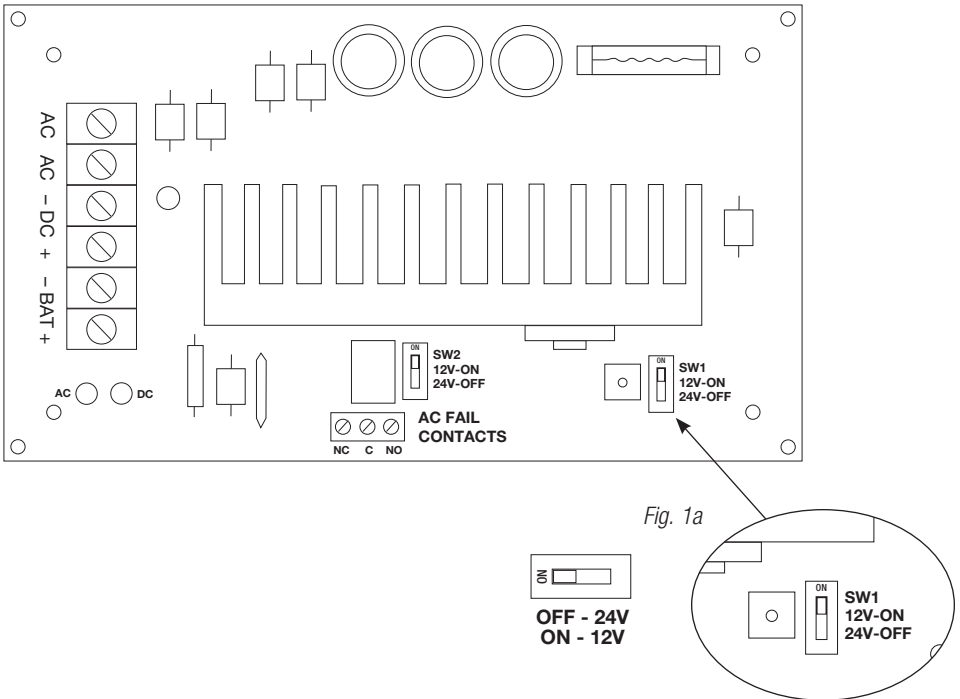 AC
AC
– DC +
– BAT +
AC
DC
ON
SW2
12V-ON
24V-OFF
ON
SW1
12V-ON
24V-OFF
AC FAIL
CONTACTS
NC C NO
Fig. 1a
ON
OFF - 24V
ON - 12V
ON
SW1
12V-ON
24V-OFF